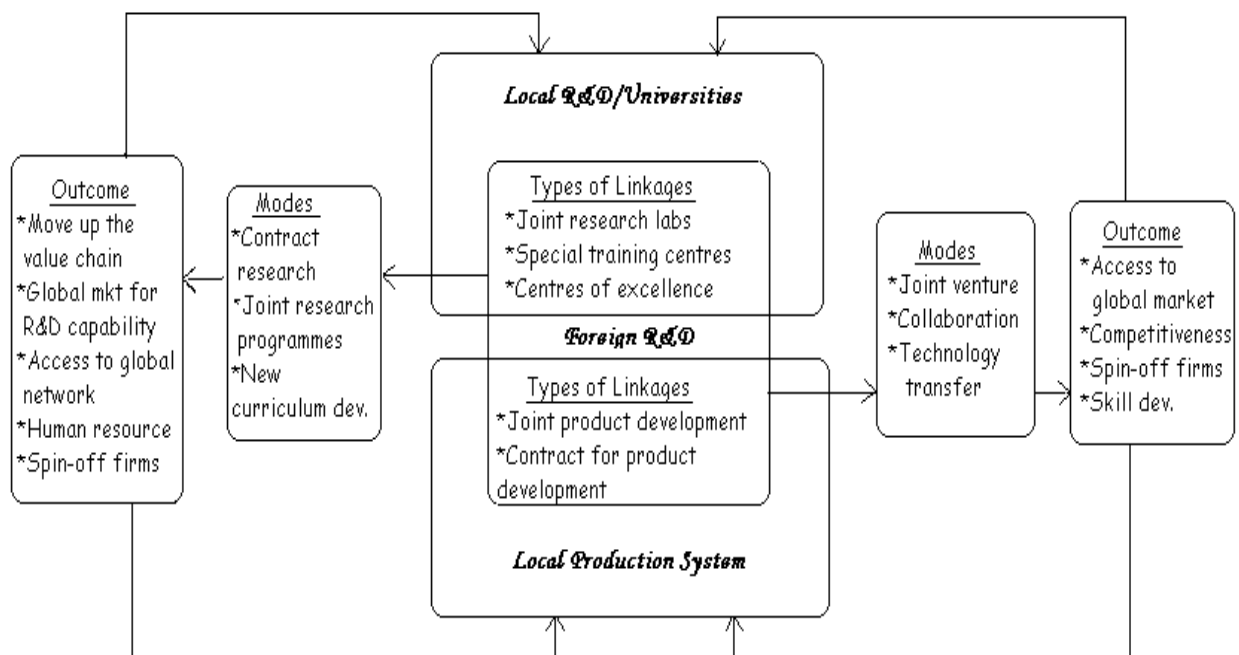 Local R&D/Universities
Types of Linkages
*Joint research labs
*Special training centres
*Centres of excellence
Foreign R&D
Types of Linkages
*Joint product development
*Contract for product
development
Local Production System
Outcome
*Move up the
value chain
*Global mkt for
R&D capability
*Access to global
network
*Human resource
*Spin-off firms
Modes
*Contract
research
*Joint research
programmes
*New
curriculum dev.
Modes
*Joint venture
*Collaboration
*Technology
transfer
Outcome
*Access to
global market
*Competitiveness
*Spin-off firms
*Skill dev.